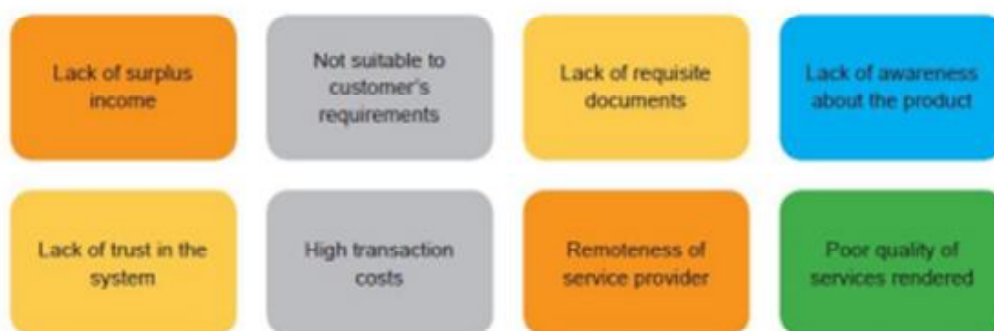 Lack of surplus
income
Not suitable to
customer's
requirements
Lack of requisite
documents
Lack of awareness
about the product
Lack of trust in the
system
High transaction
costs
Remoteness of
service provider
Poor quality of
services rendered